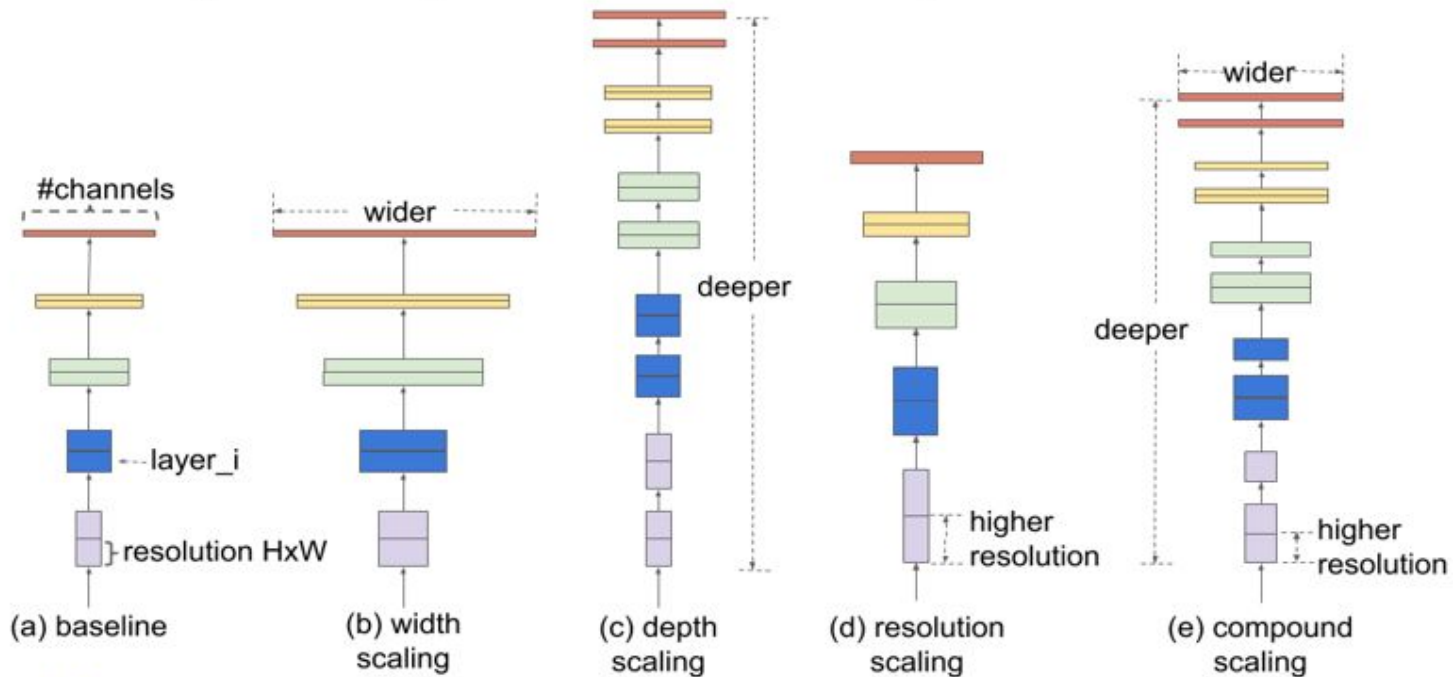 #channels
layer_i
resolution HxW
(a) baseline
wider
(b) width
scaling
deeper
(c) depth
scaling
higher
resolution
(d) resolution
scaling
wider
deeper
higher
resolution
(e) compound
scaling